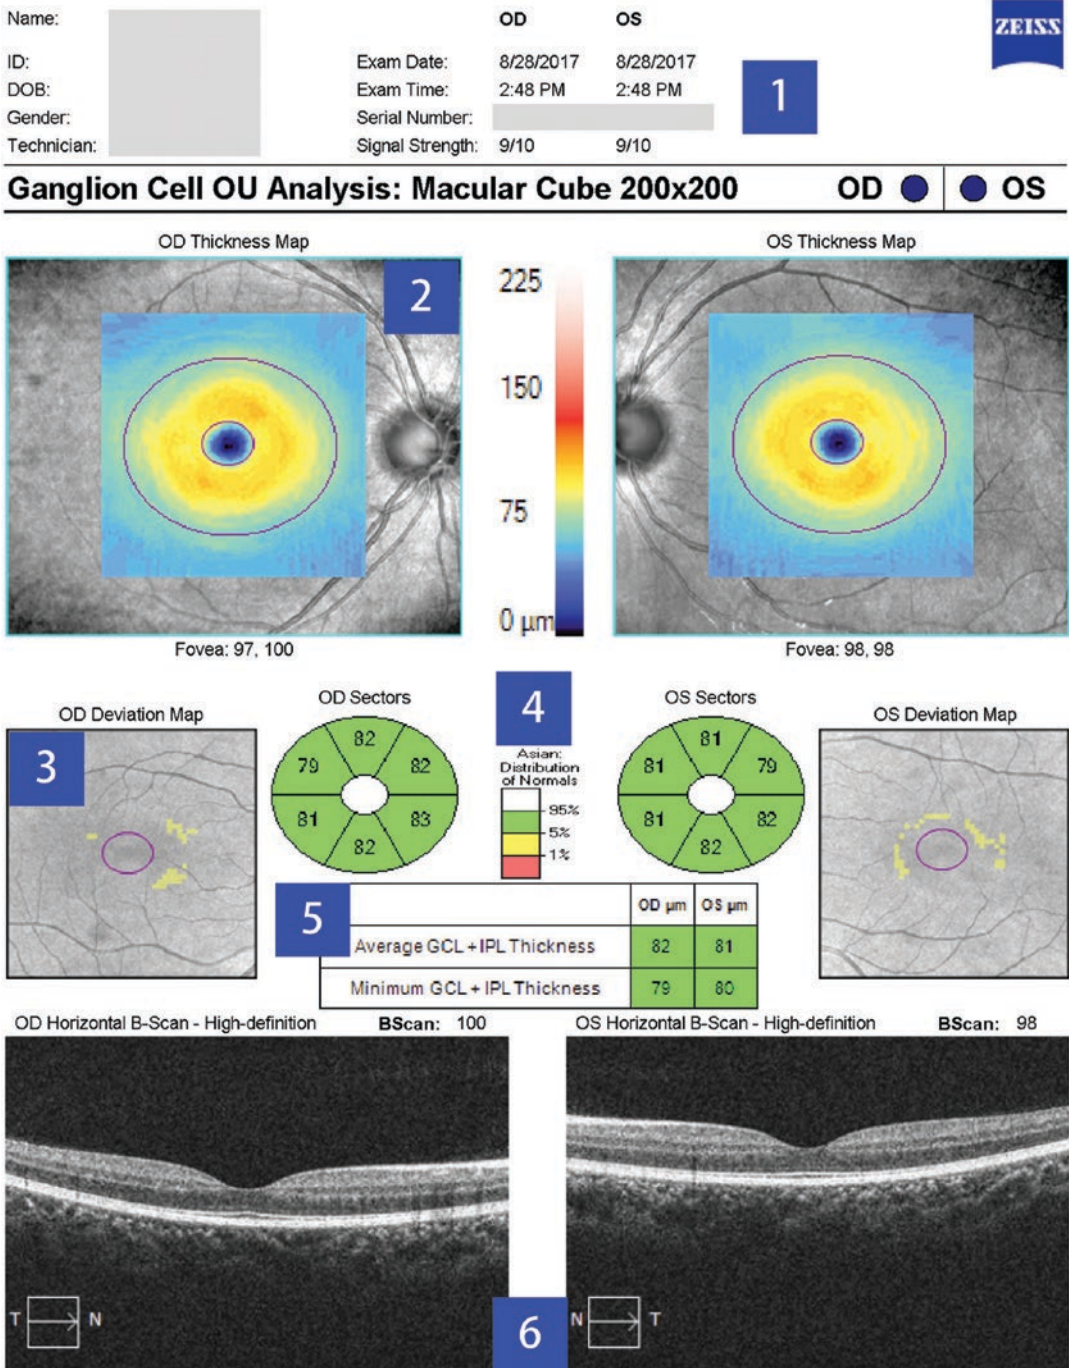 Name: OD OS
ZEISS
ID: Exam Date: 8/28/2017 8/28/2017
DOB: Exam Time: 2:48 PM 2:48 PM
1
Gender: Serial Number:
Technician: Signal Strength: 9/10 9/10
Ganglion Cell OU Analysis: Macular Cube 200x200 OD OS
OD Thickness Map OS Thickness Map
2
225
150
75
0 µm
Fovea: 97, 100 Fovea: 98, 98
OD Deviation Map OD Sectors OS Sectors OS Deviation Map
3
4
82
79 82
81 83
82
Asian:
Distribution
of Normals
95%
5%
1%
81
81 79
81 82
82
5
OD µm OS µm
Average GCL + IPL Thickness 82 81
Minimum GCL + IPL Thickness 79 80
OD Horizontal B-Scan - High-definition BScan: 100 OS Horizontal B-Scan - High-definition BScan: 98
T N
6
N T